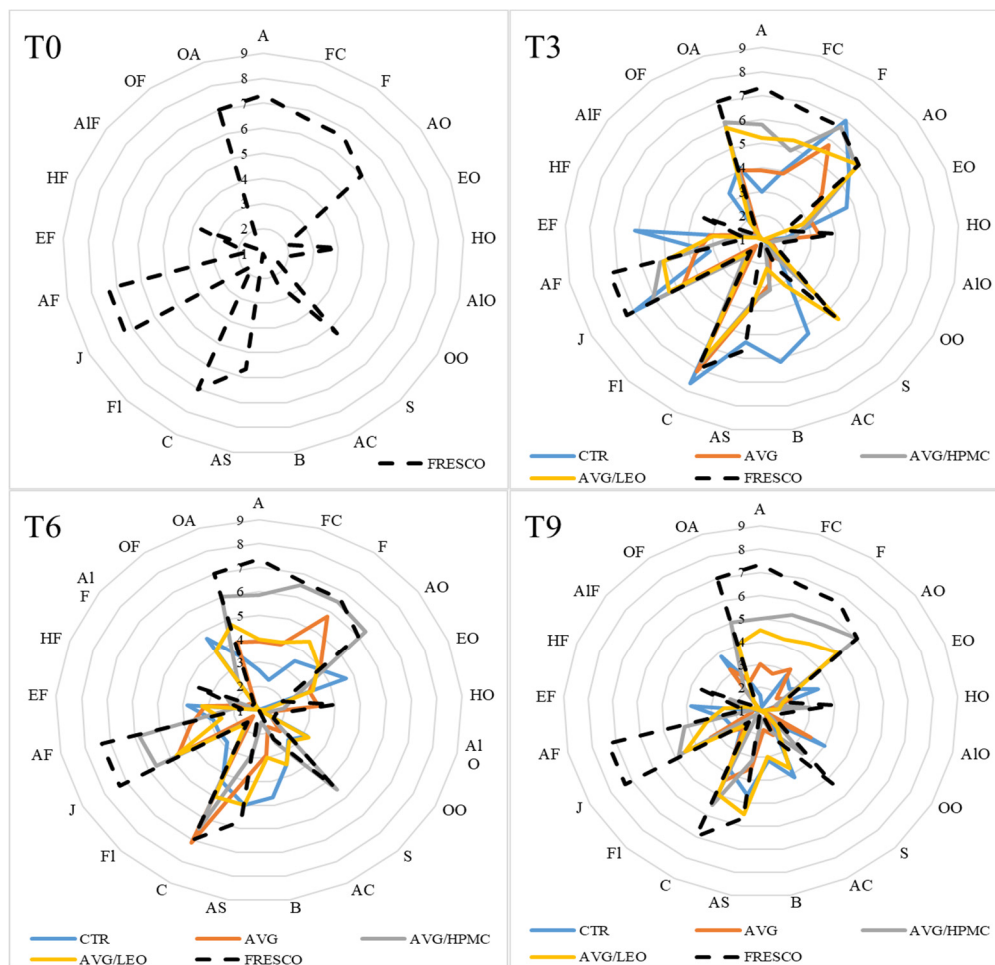 T0
A
FC
F
AO
EO
HO
AlO
OO
S
AC
B
AS
C
Fl
J
AF
EF
HF
AlF
OF
OA
9
8
7
6
5
4
3
2
1
FRESCO
T3
A
FC
F
AO
EO
HO
AlO
OO
S
AC
B
AS
C
Fl
J
AF
EF
HF
AlF
OF
OA
9
8
7
6
5
4
3
2
1
CTR AVG AVG/HPMC
AVG/LEO FRESCO
T6
A
FC
F
AO
EO
HO
Al
O
OO
S
AC
B
AS
C
Fl
J
AF
EF
HF
Al
F
OF
OA
9
8
7
6
5
4
3
2
1
CTR AVG AVG/HPMC
AVG/LEO FRESCO
T9
A
FC
F
AO
EO
HO
AlO
OO
S
AC
B
AS
C
Fl
J
AF
EF
HF
AlF
OF
OA
9
8
7
6
5
4
3
2
1
CTR AVG AVG/HPMC
AVG/LEO FRESCO